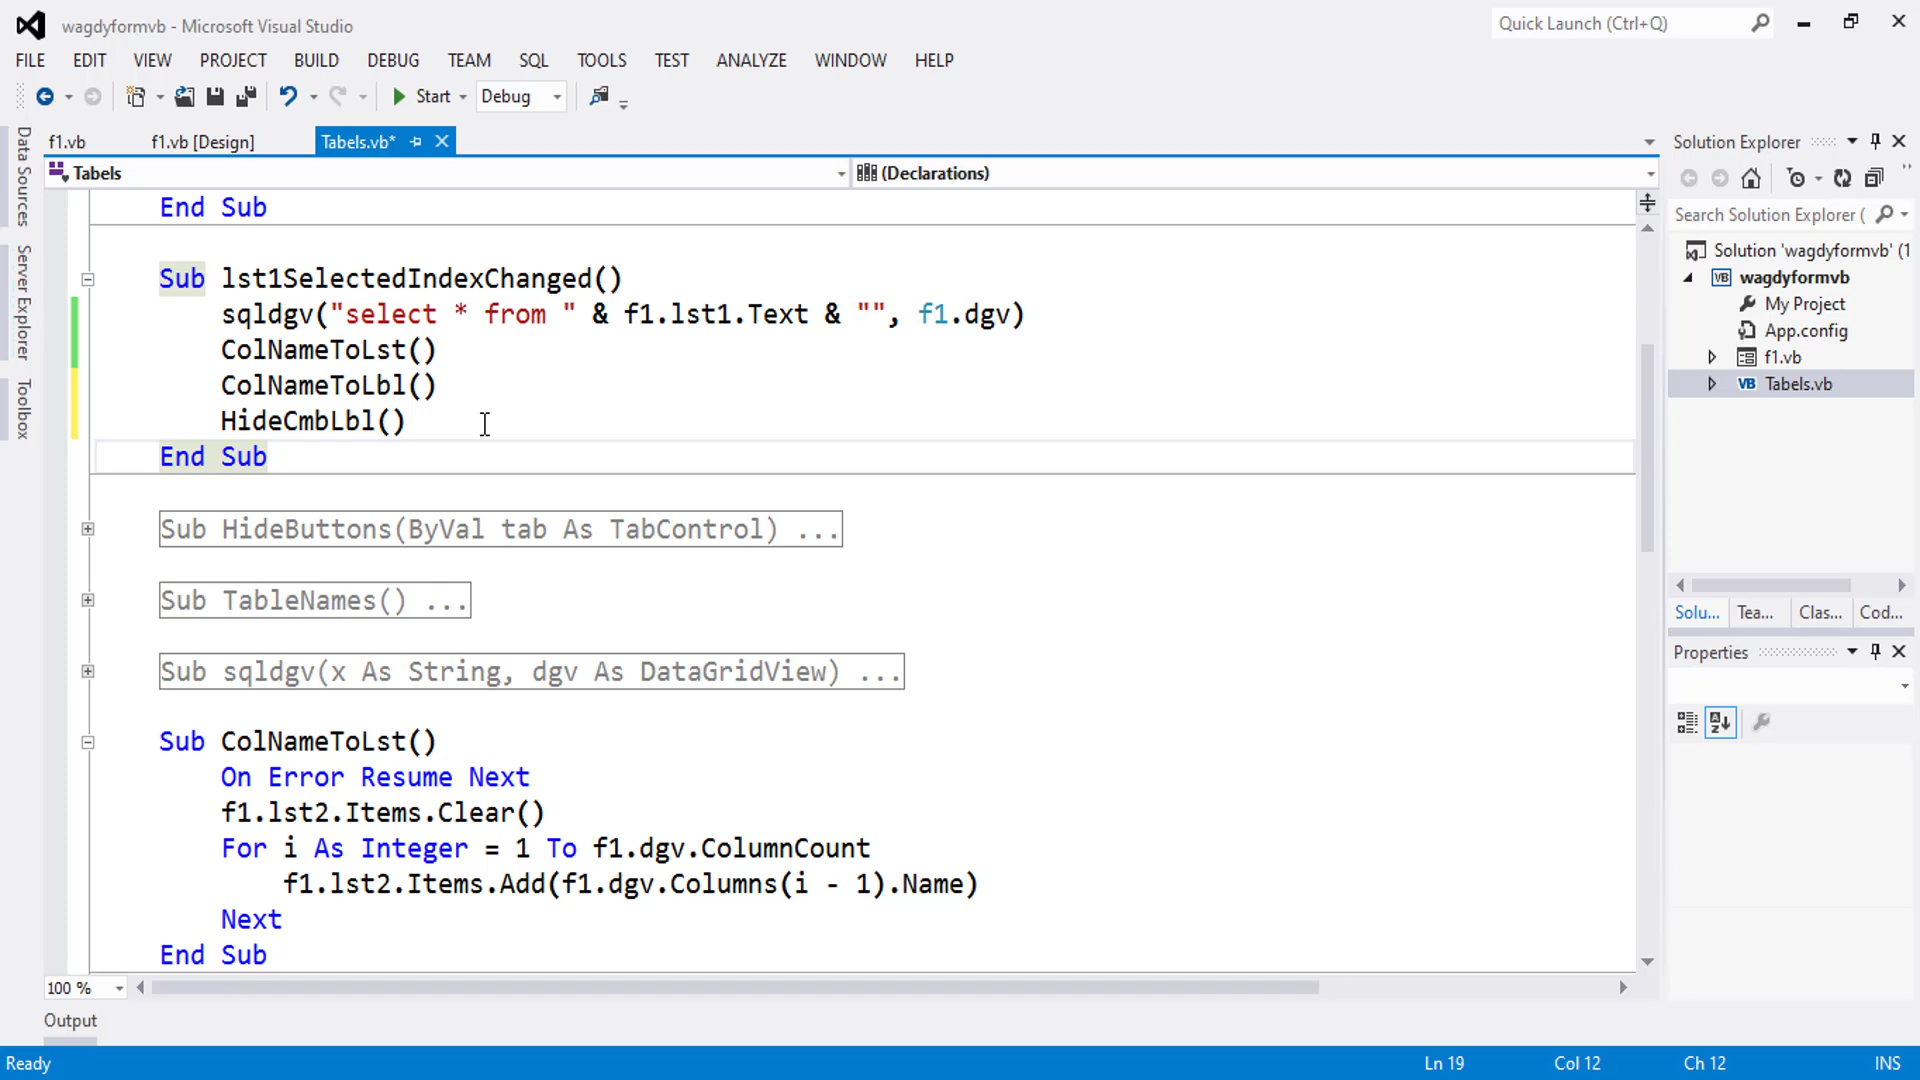 wagdyformvb - Microsoft Visual Studio
Quick Launch (Ctrl+Q)
FILE EDIT VIEW PROJECT BUILD DEBUG TEAM SQL TOOLS TEST ANALYZE WINDOW HELP
Start Debug
Data Sources
Server Explorer
Toolbox
f1.vb f1.vb [Design] Tabels.vb*
Tabels (Declarations)
End Sub
Sub lst1SelectedIndexChanged()
sqldgv("select * from " & f1.lst1.Text & "", f1.dgv)
ColNameToLst()
ColNameToLbl()
HideCmbLbl()
End Sub
Sub HideButtons(ByVal tab As TabControl) ...
Sub TableNames() ...
Sub sqldgv(x As String, dgv As DataGridView) ...
Sub ColNameToLst()
On Error Resume Next
f1.lst2.Items.Clear()
For i As Integer = 1 To f1.dgv.ColumnCount
f1.lst2.Items.Add(f1.dgv.Columns(i - 1).Name)
Next
End Sub
100 %
Output
Solution Explorer
Search Solution Explorer (
Solution 'wagdyformvb' (1
VB wagdyformvb
My Project
App.config
f1.vb
VB Tabels.vb
Solu... Tea... Clas... Cod...
Properties
Ready Ln 19 Col 12 Ch 12 INS